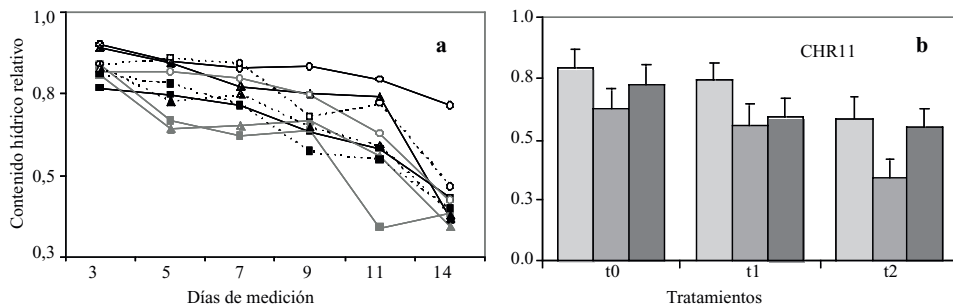 1,0
0,8
0,5
0,3
Contenido hídrico relativo
a
3 5 7 9 11 14
Días de medición
1.0
0.8
0.5
0.3
0.0
CHR11
b
t0 t1 t2
Tratamientos